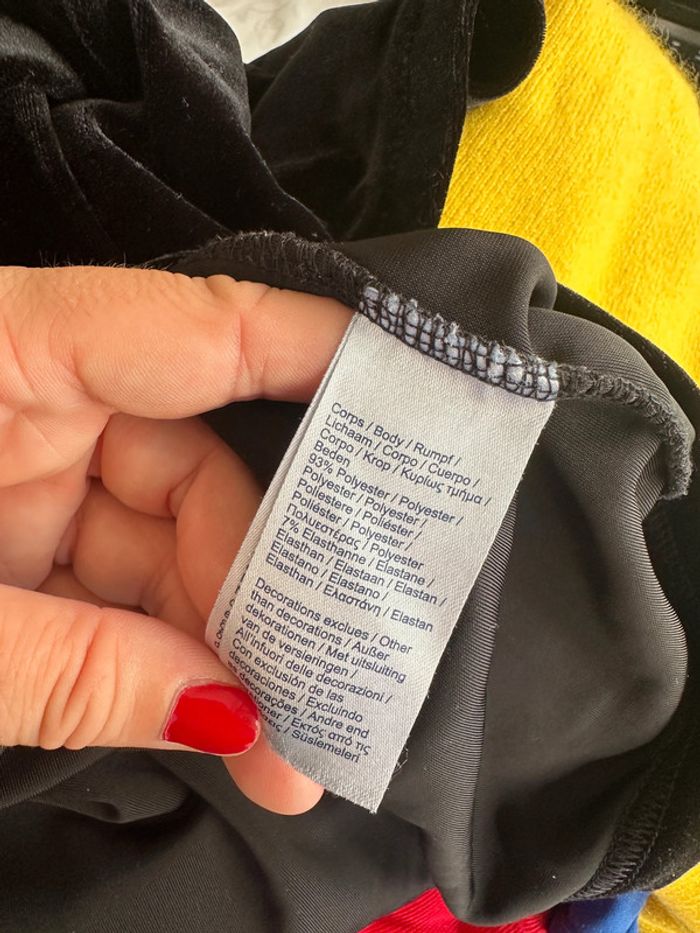 Corps / Body / Rumpf /
Lichaam / Corpo / Cuerpo /
Corpo / Krop / Κυρίως τμήμα /
Beden
93% Polyester / Polyester /
Polyester / Polyester /
Poliestere / Poliéster /
Poliéster / Polyester /
Πολυεστέρας / Polyester
7% Elasthanne / Elastane /
Elasthan / Elastaan / Elastan /
Elastano / Elastano /
Elasthan / Ελαστάνη / Elastan
Decorations exclues / Other
than decorations / Außer
dekorationen / Met uitsluiting
van de versieringen /
All'infuori delle decorazioni /
Con exclusión de las
decoraciones / Excluindo
decorações / Andre end
Εκτός από τις
/ Süslemeleri